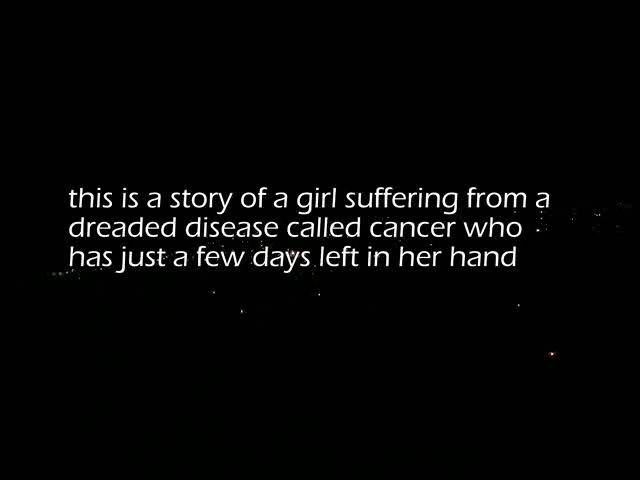 this is a story of a girl suffering from a
dreaded disease called cancer who
has just a few days left in her hand